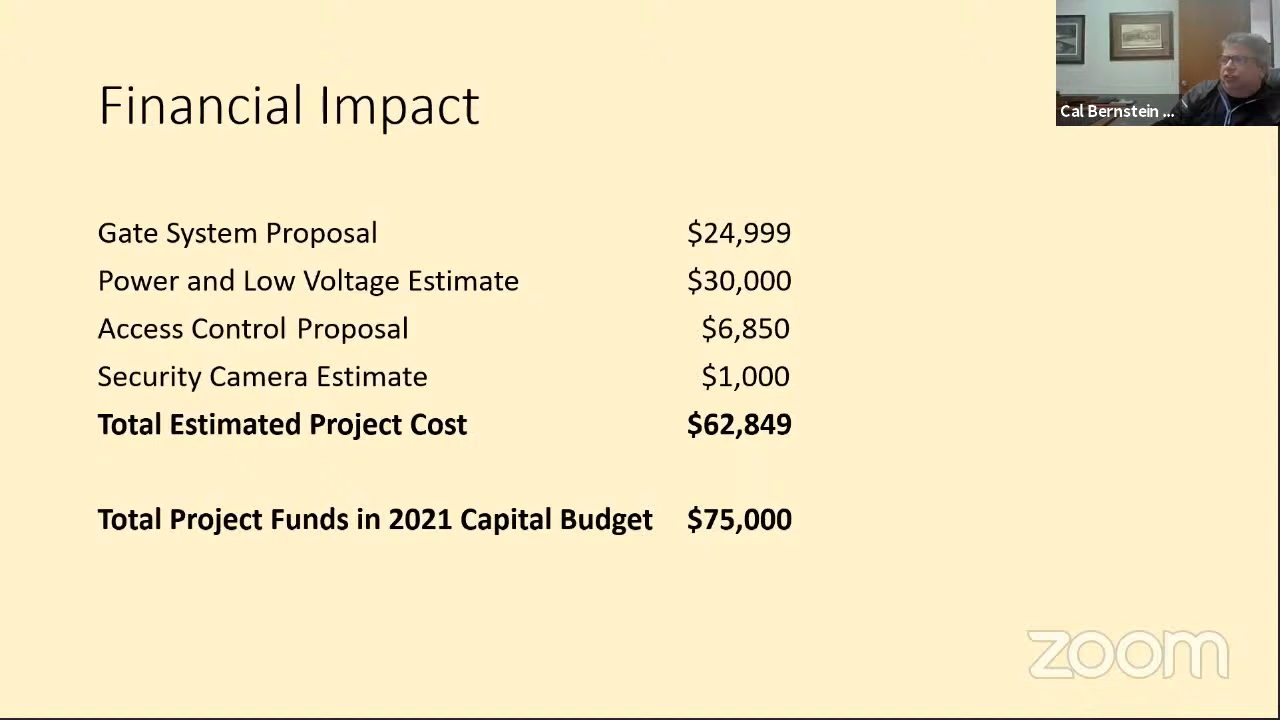 Financial Impact
Cal Bernstein ...
Gate System Proposal $24,999
Power and Low Voltage Estimate $30,000
Access Control Proposal $6,850
Security Camera Estimate $1,000
Total Estimated Project Cost $62,849
Total Project Funds in 2021 Capital Budget $75,000
zoom